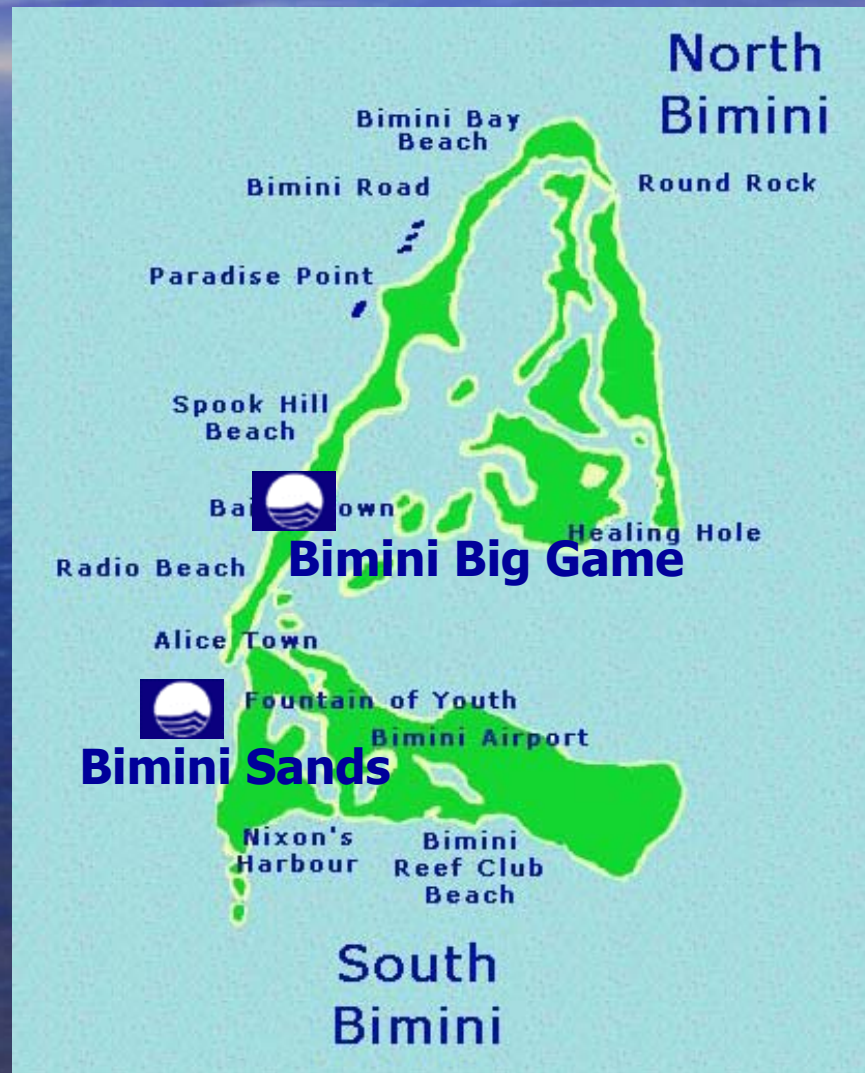 North
Bimini
Bimini Bay
Beach
Bimini Road
Round Rock
Paradise Point
Spook Hill
Beach
Healing Hole
Bimini Big Game
Radio Beach
Alice Town
Fountain of Youth
Bimini Airport
Bimini Sands
Nixon's
Harbour
Bimini
Reef Club
Beach
South
Bimini